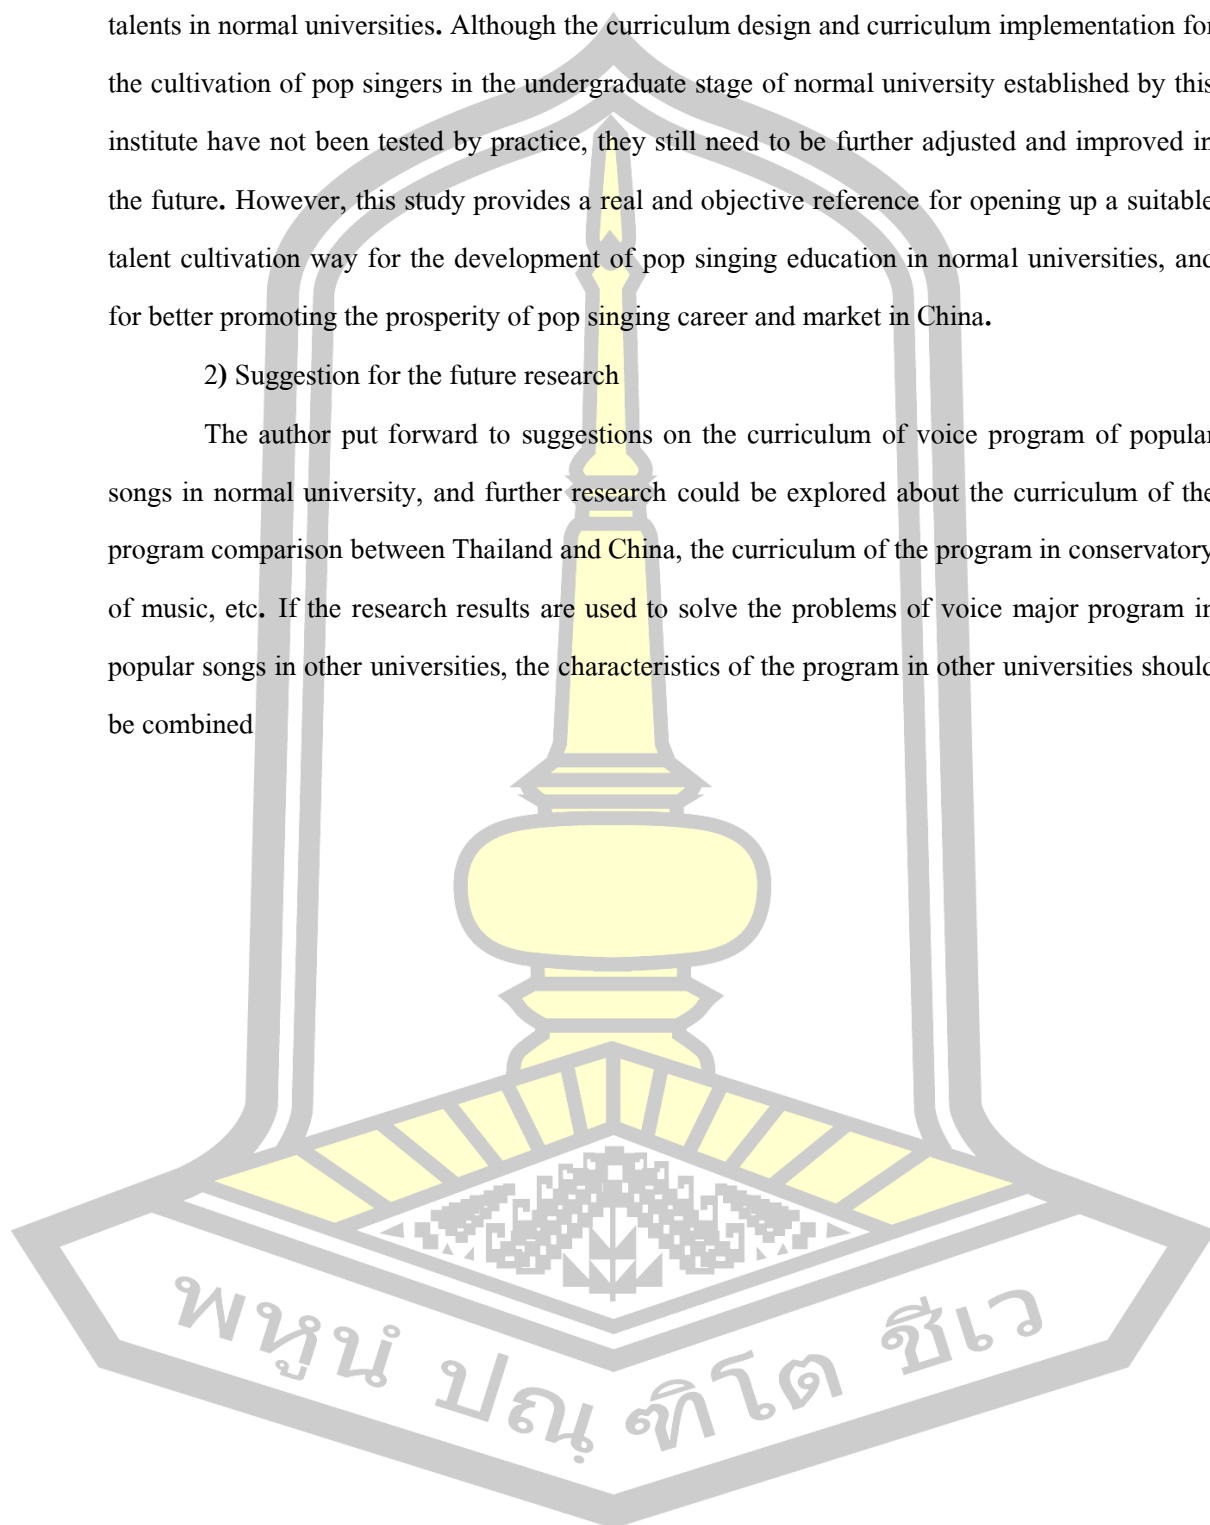 talents in normal universities. Although the curriculum design and curriculum implementation for
the cultivation of pop singers in the undergraduate stage of normal university established by this
institute have not been tested by practice, they still need to be further adjusted and improved in
the future. However, this study provides a real and objective reference for opening up a suitable
talent cultivation way for the development of pop singing education in normal universities, and
for better promoting the prosperity of pop singing career and market in China.
2) Suggestion for the future research
The author put forward to suggestions on the curriculum of voice program of popular
songs in normal university, and further research could be explored about the curriculum of the
program comparison between Thailand and China, the curriculum of the program in conservatory
of music, etc. If the research results are used to solve the problems of voice major program in
popular songs in other universities, the characteristics of the program in other universities should
be combined
พหูนํ ปณฺ ฑิโต ชีเว